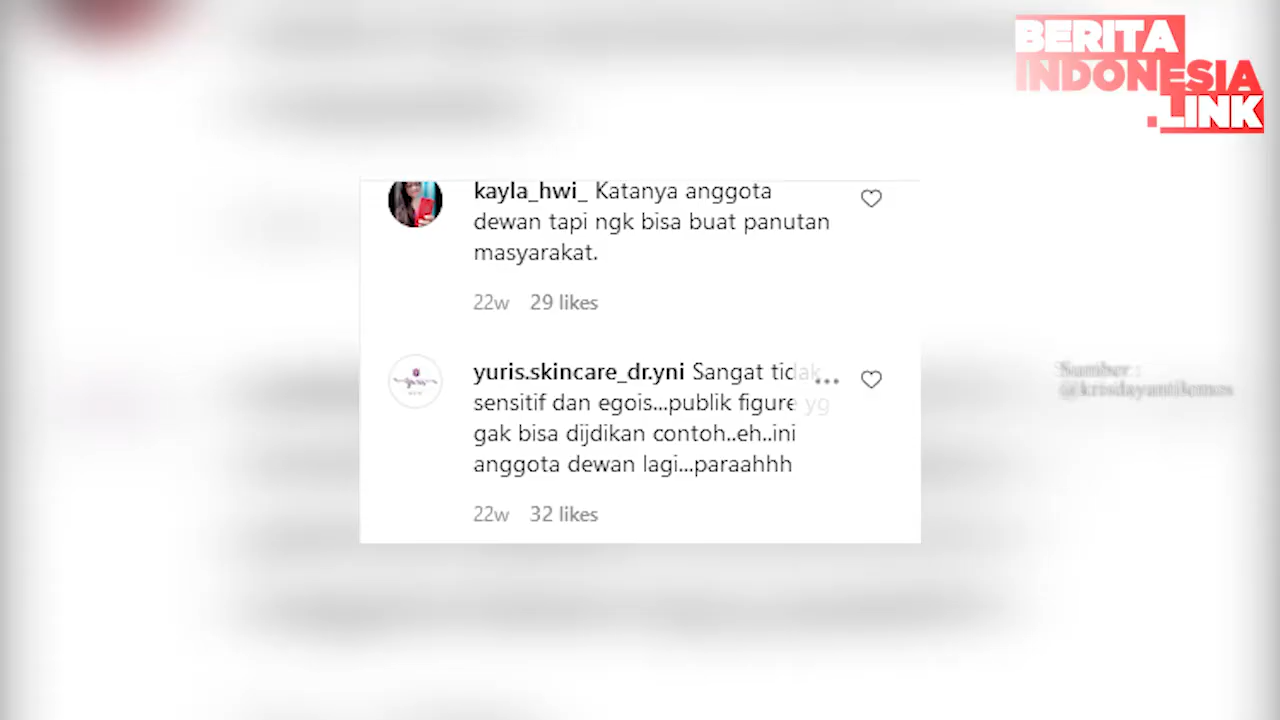 BERITA
INDONESIA
.LINK
kayla_hwi_ Katanya anggota
dewan tapi ngk bisa buat panutan
masyarakat.
22w 29 likes
yuris.skincare_dr.yni Sangat tidak
sensitif dan egois...publik figure yg
gak bisa dijdikan contoh..eh..ini
anggota dewan lagi...paraahhh
22w 32 likes
Sumber :
@krisdayantilemos